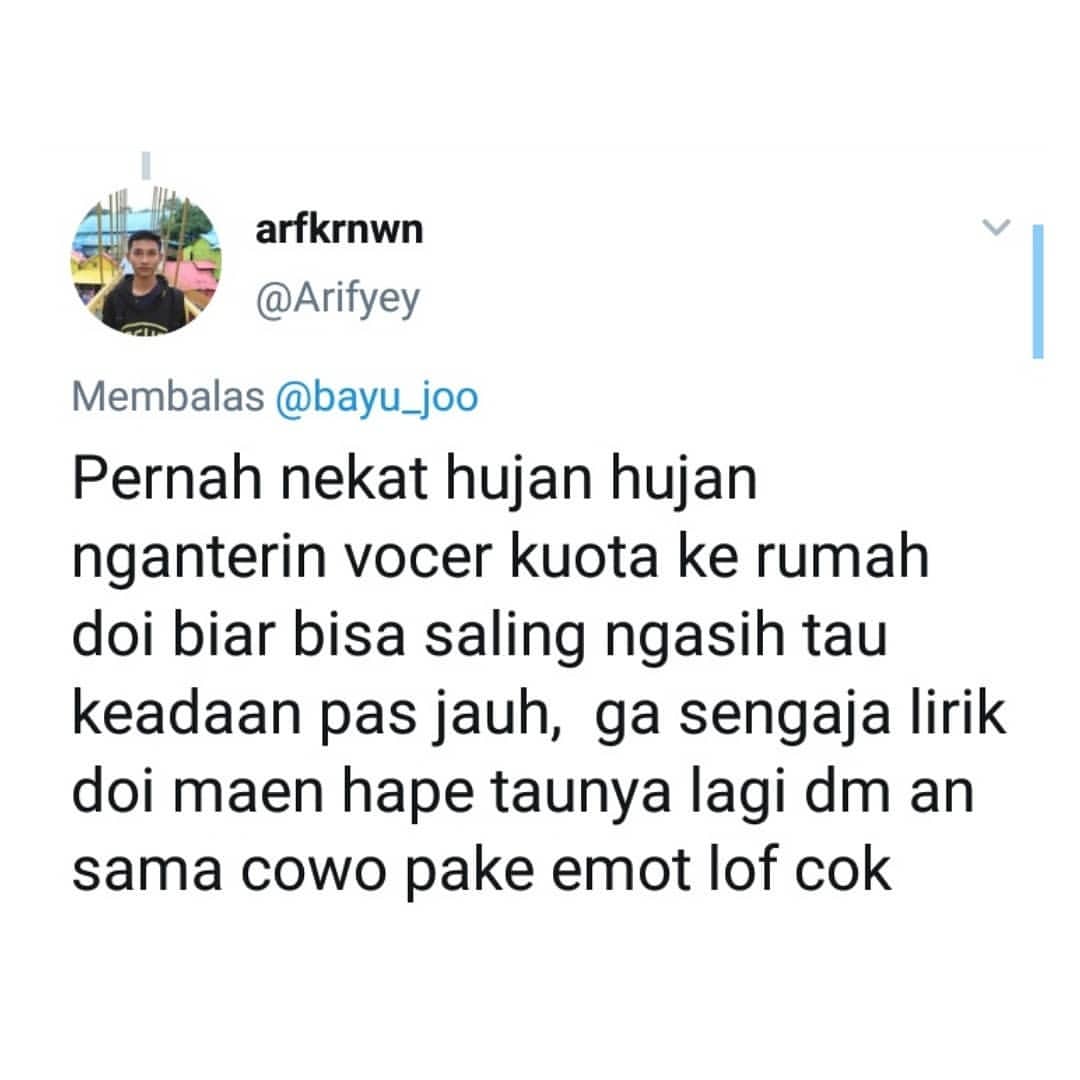 arfkrnwn
@Arifyey
Membalas @bayu_joo
Pernah nekat hujan hujan
nganterin vocer kuota ke rumah
doi biar bisa saling ngasih tau
keadaan pas jauh,  ga sengaja lirik
doi maen hape taunya lagi dm an
sama cowo pake emot lof cok